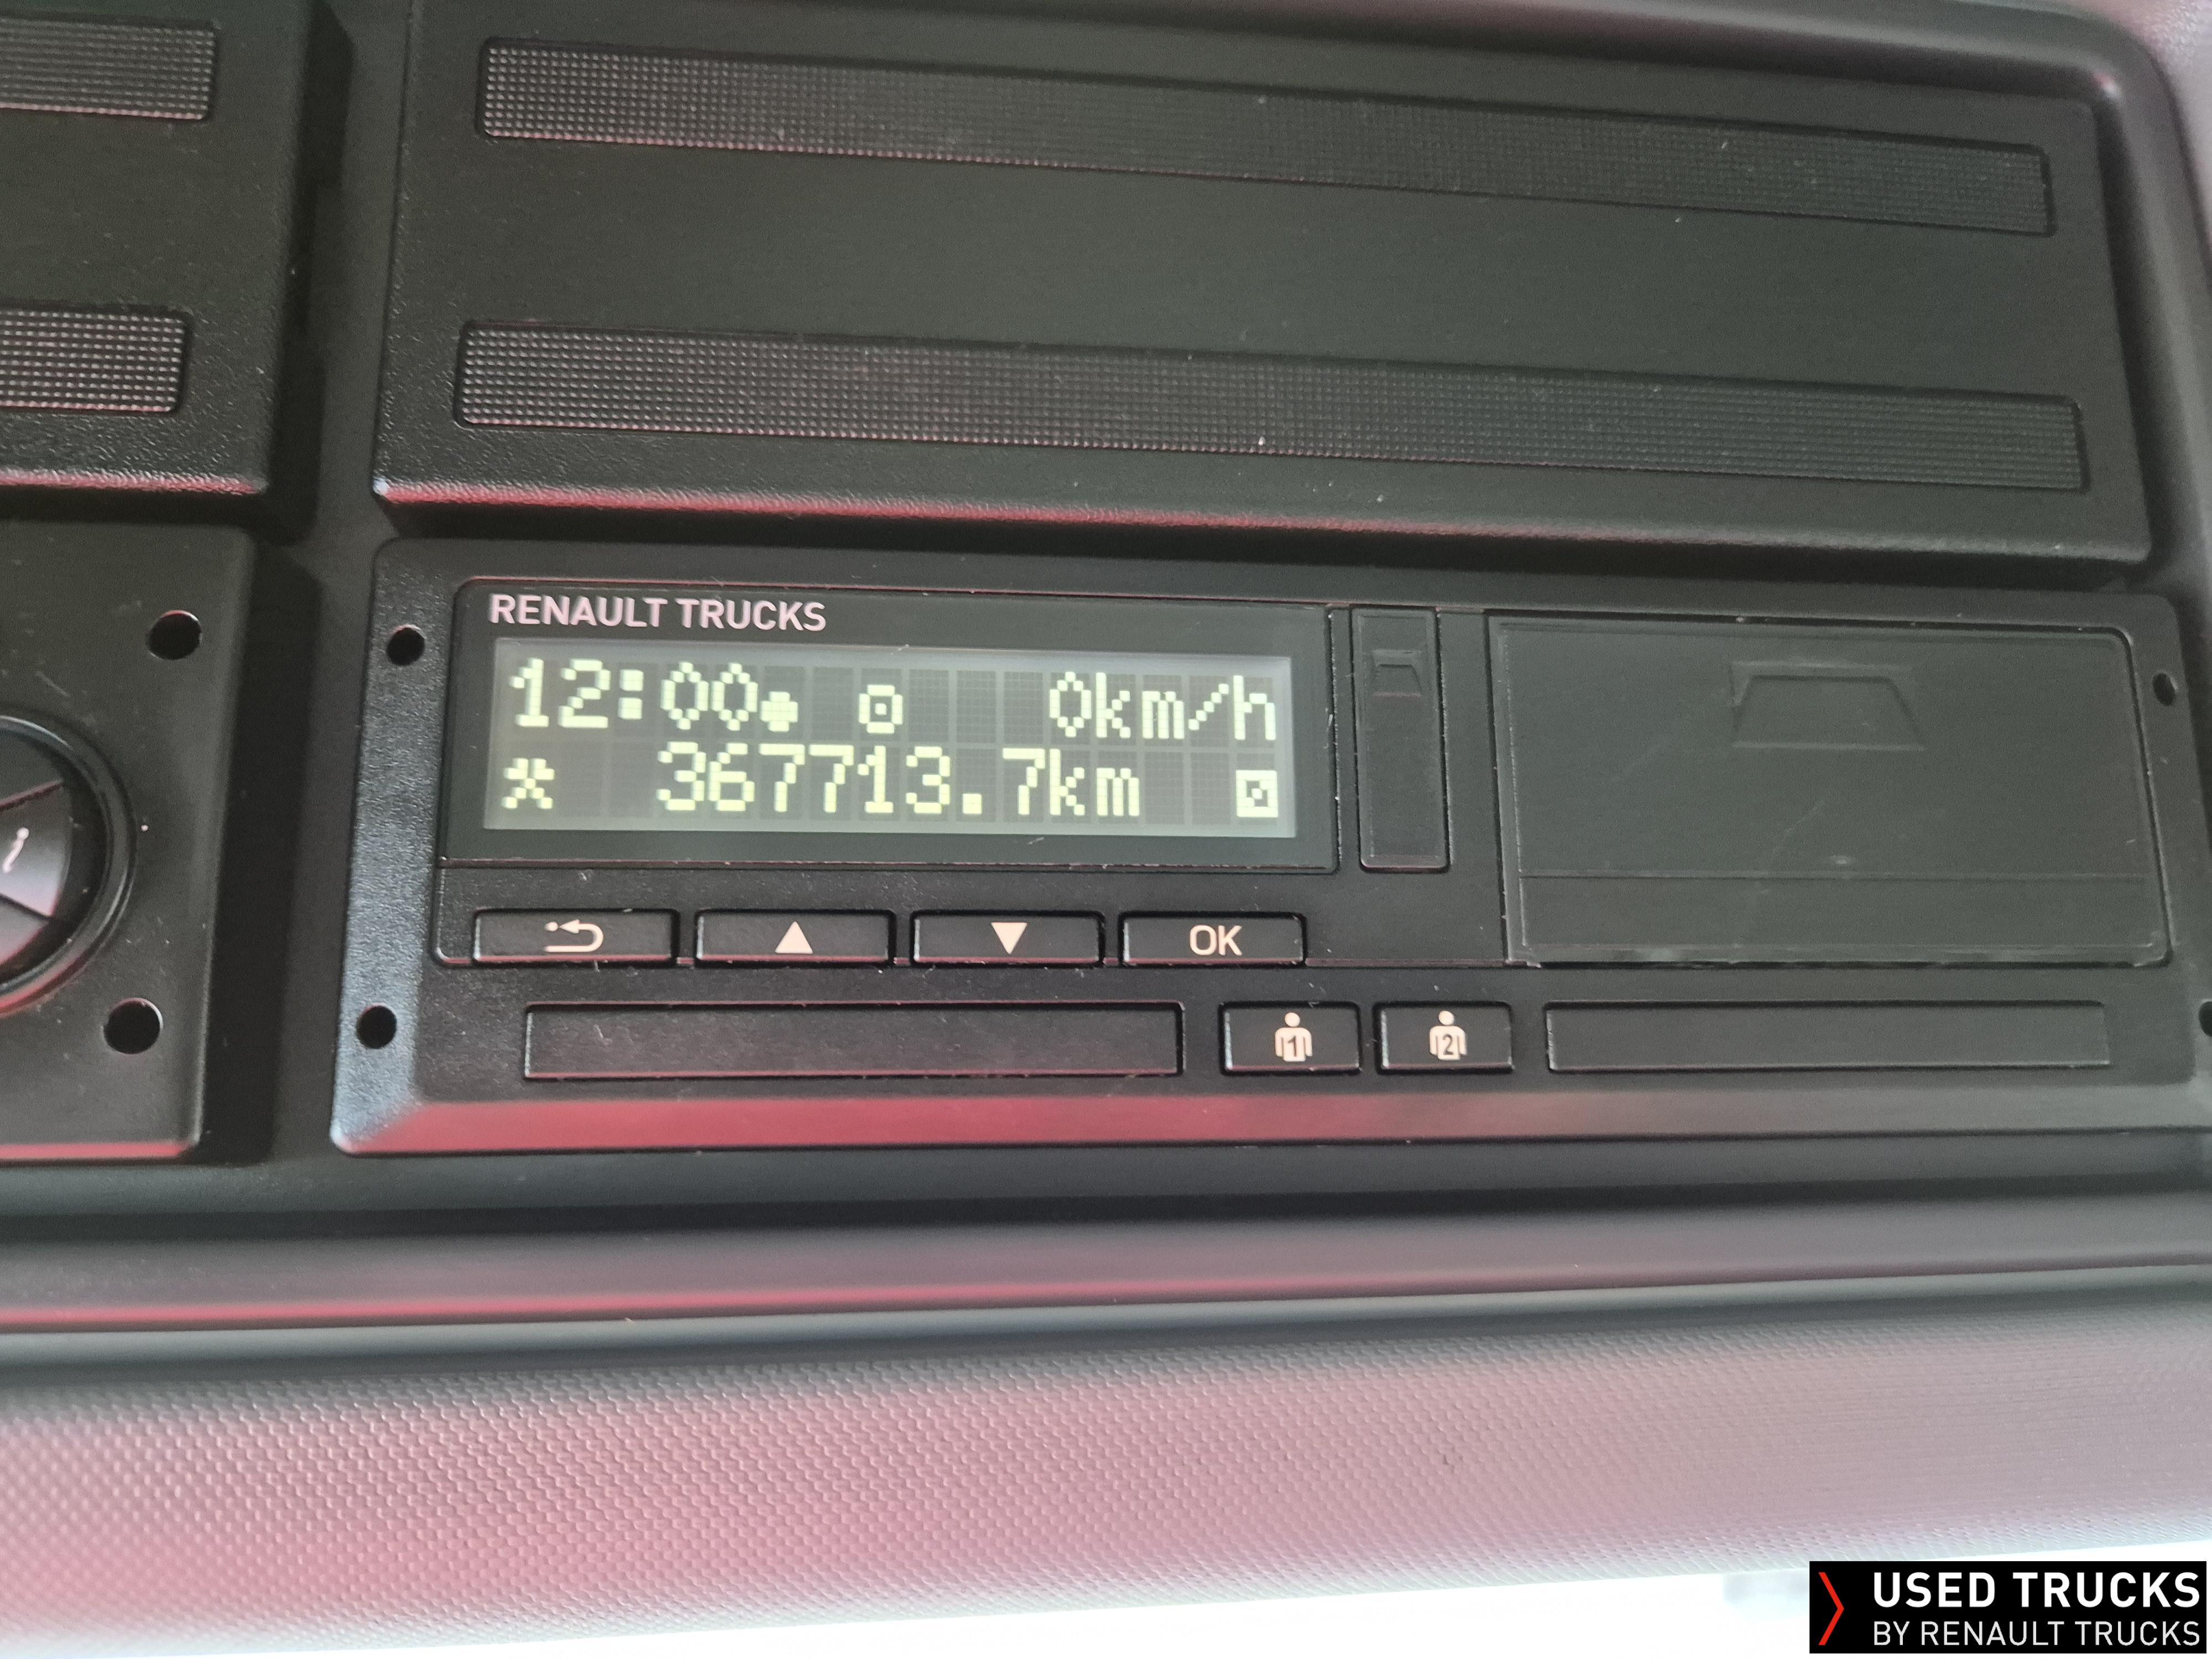 RENAULT TRUCKS
12:00 0km/h
367713.7km
OK
1 2
i
USED TRUCKS
BY RENAULT TRUCKS